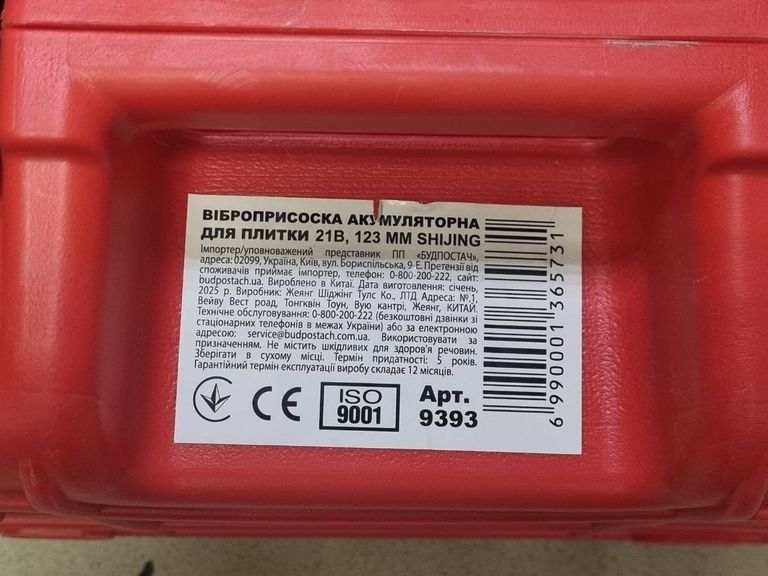 ВІБРОПРИСОСКА АКУМУЛЯТОРНА
ДЛЯ ПЛИТКИ 21В, 123 ММ SHIJING
Імпортер/уповноважений представник ПП «БУДПОСТАЧ»,
адреса: 02099, Україна, Київ, вул. Бориспільська, 9-Е. Претензії від
споживачів приймає імпортер, телефон: 0-800-200-222, сайт:
budpostach.ua. Вироблено в Китаї. Дата виготовлення: січень,
2025 р. Виробник: Жеянг Шіджінг Тулс Ко., ЛТД Адреса: №.1,
Вейву Вест роад, Тонгквін Тоун, Вую кантрі, Жеянг, КИТАЙ.
Технічне обслуговування: 0-800-200-222 (безкоштовні дзвінки зі
стаціонарних телефонів в межах України) або за електронною
адресою: service@budpostach.com.ua. Використовувати за
призначенням. Не містить шкідливих для здоров'я речовин.
Зберігати в сухому місці. Термін придатності: 5 років.
Гарантійний термін експлуатації виробу складає 12 місяців.
CE
ISO
9001
Арт.
9393
6 990001 365731